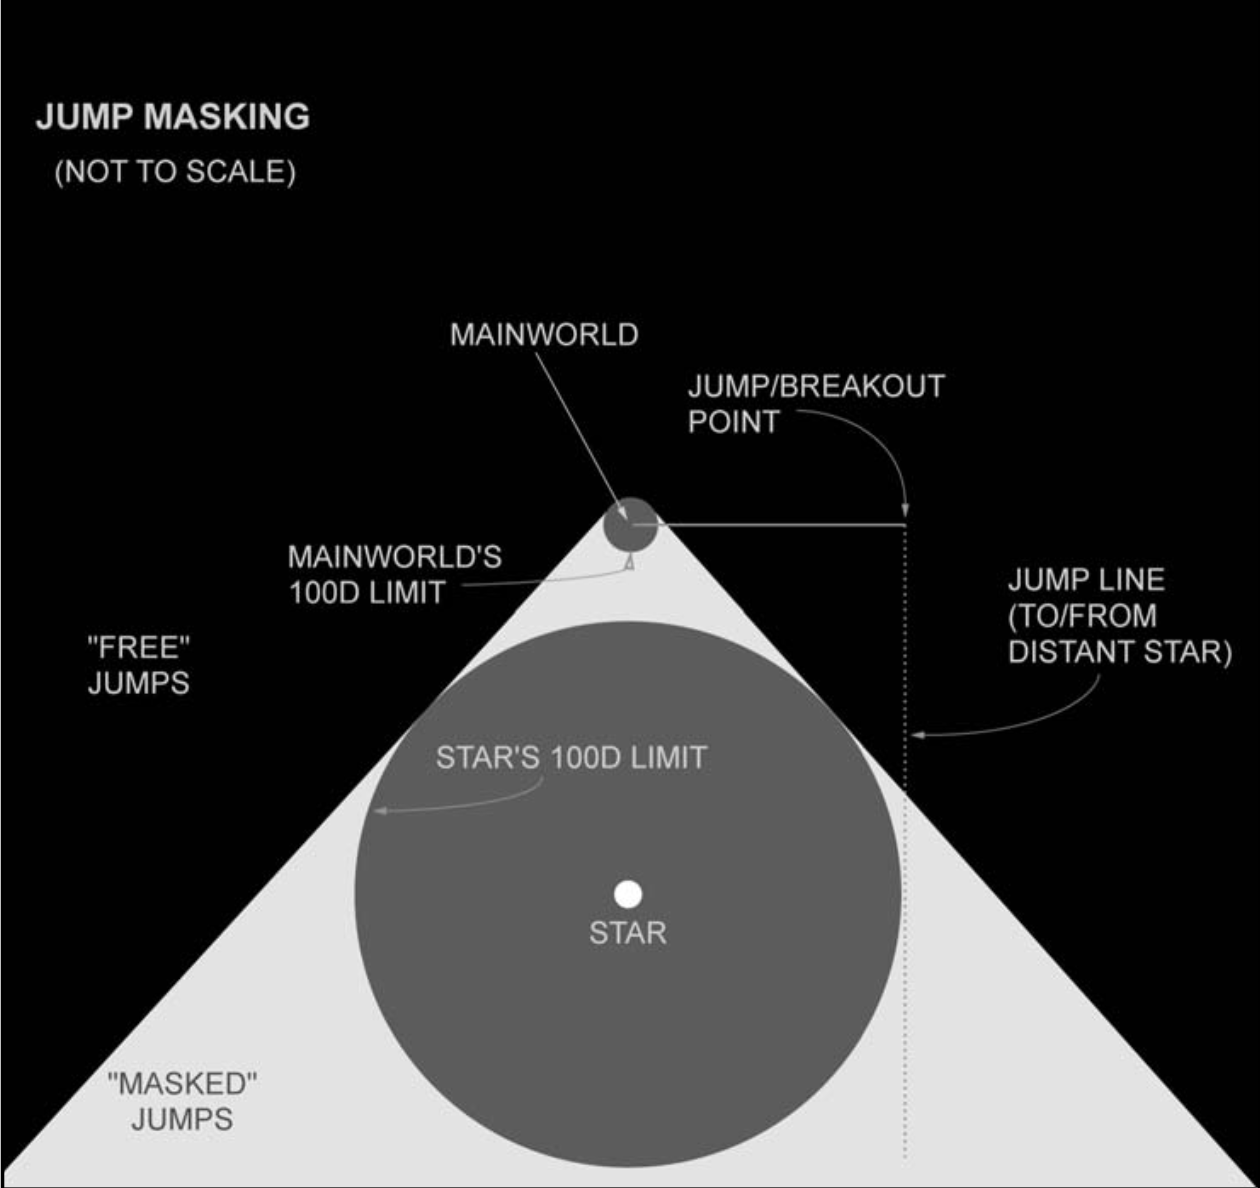 JUMP MASKING
(NOT TO SCALE)
MAINWORLD
JUMP/BREAKOUT
POINT
MAINWORLD'S
100D LIMIT
JUMP LINE
(TO/FROM
DISTANT STAR)
"FREE"
JUMPS
STAR'S 100D LIMIT
STAR
"MASKED"
JUMPS